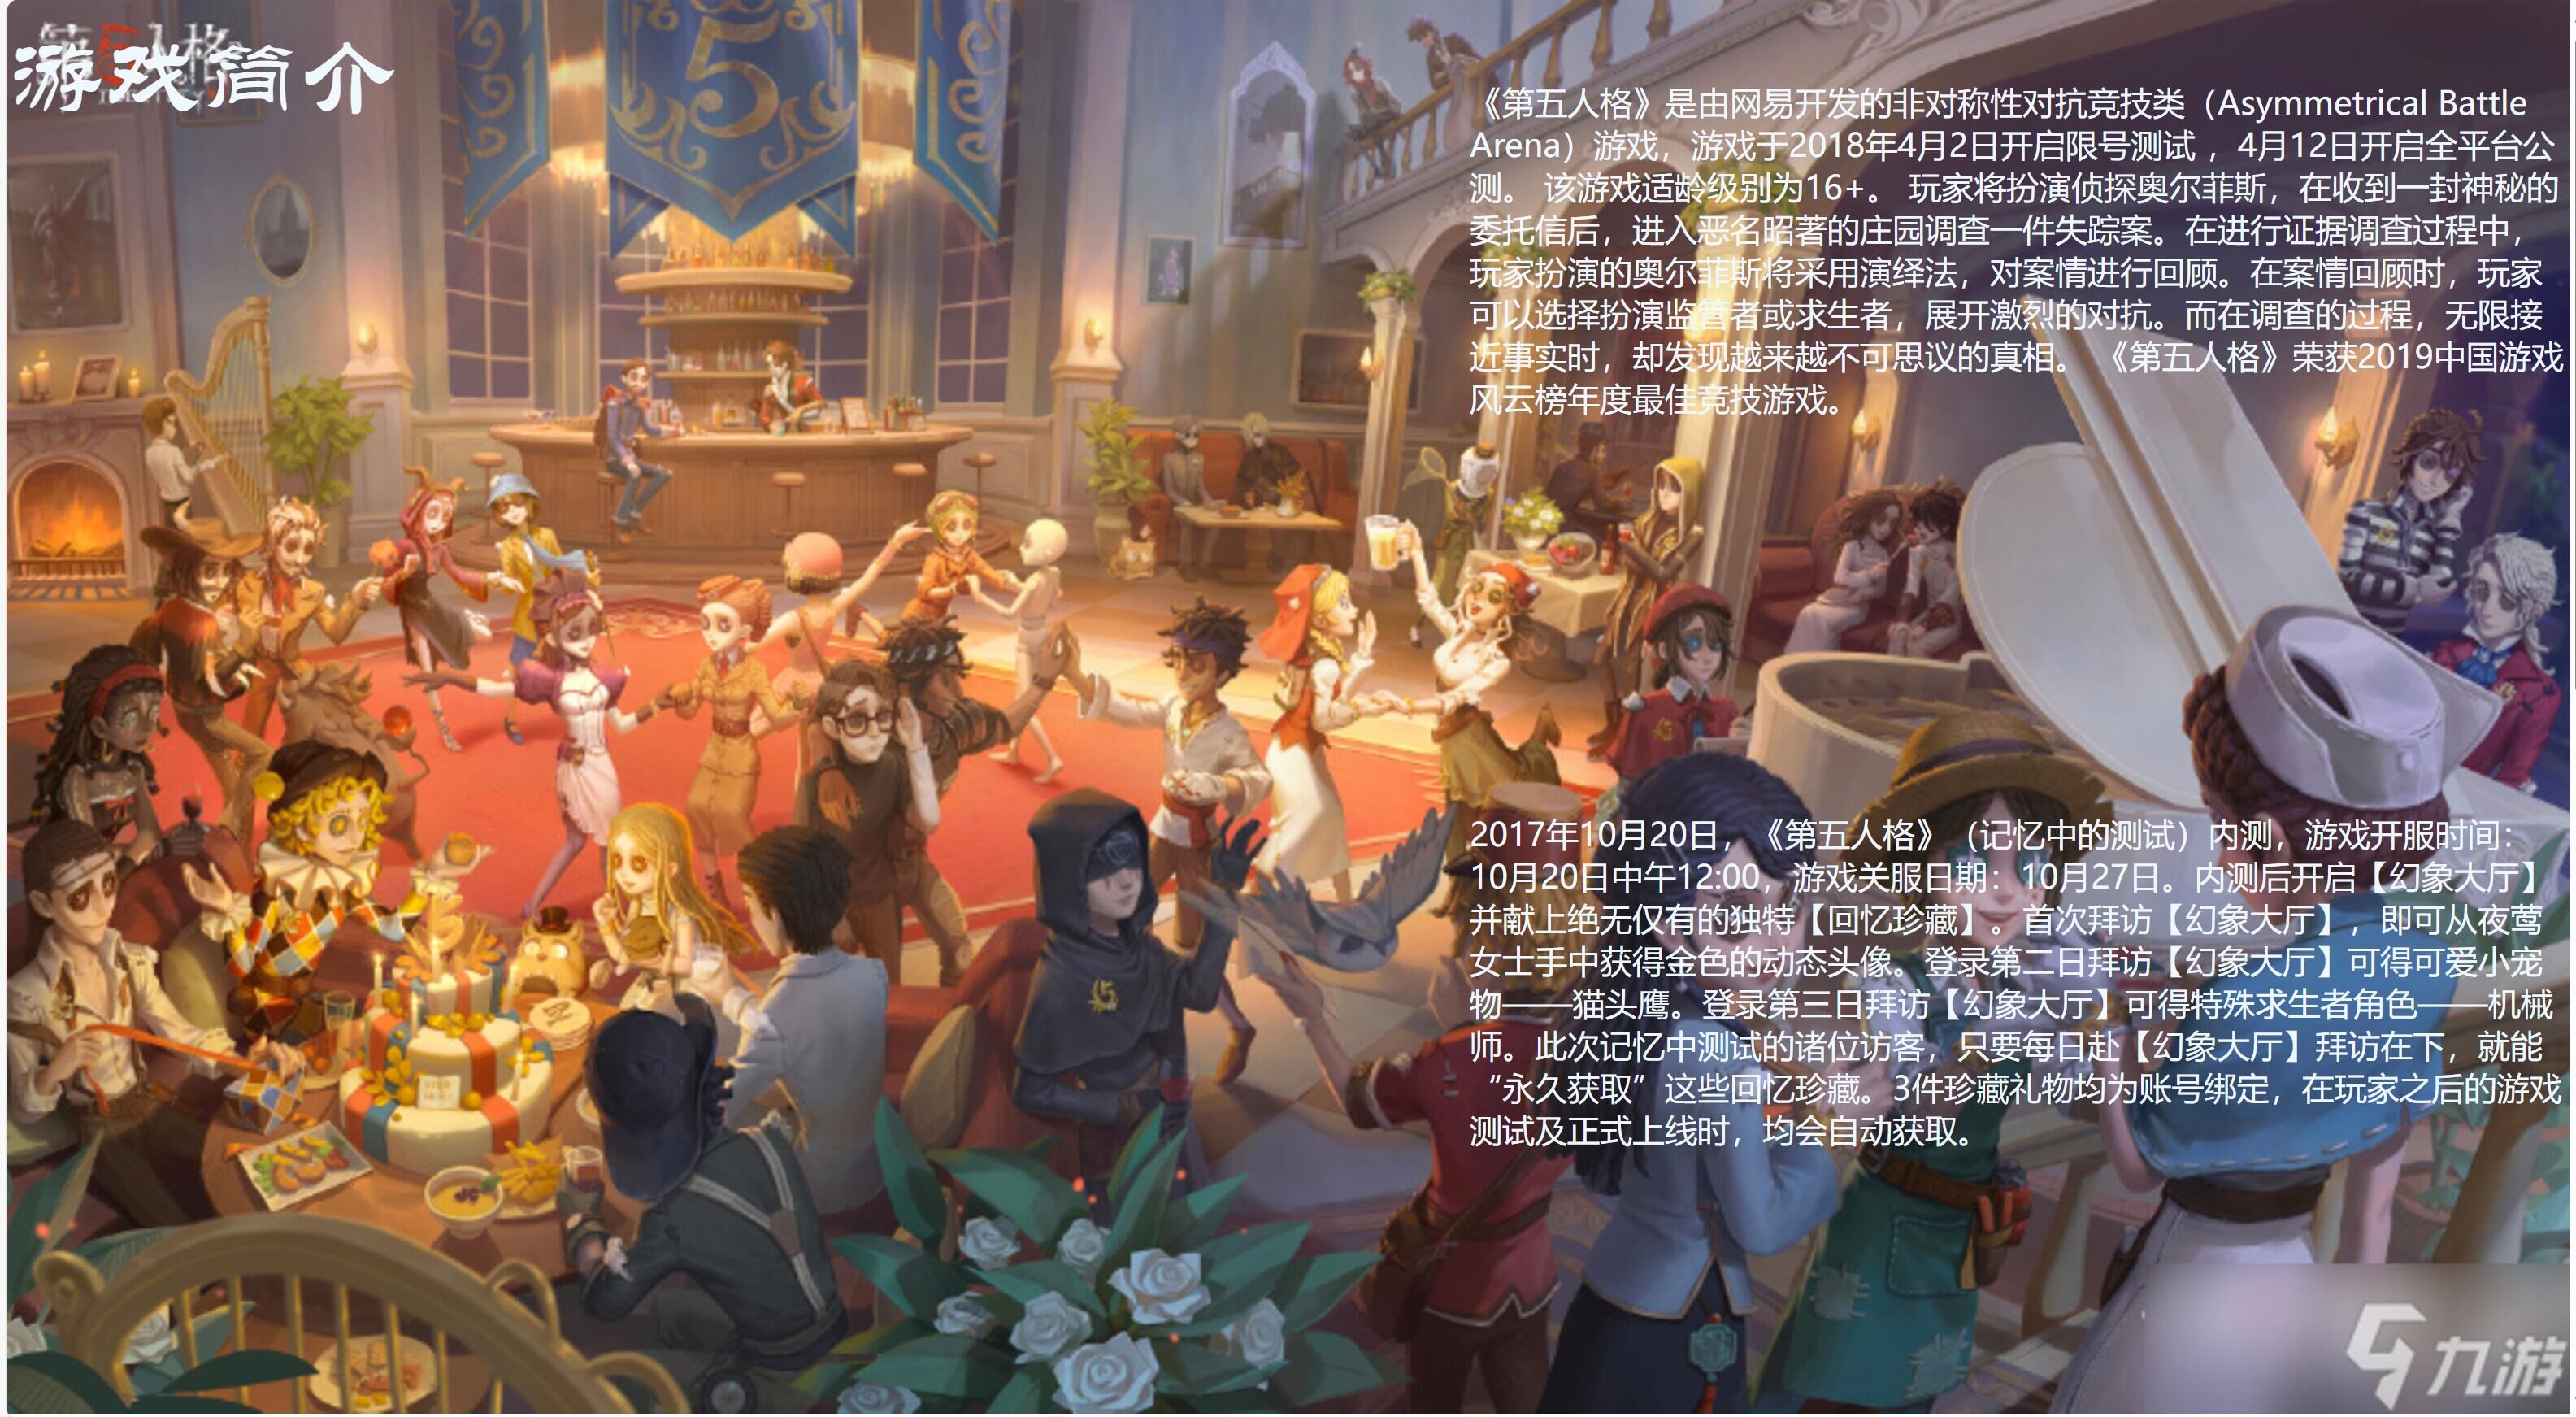 游戏简介
《第五人格》是由网易开发的非对称性对抗竞技类（Asymmetrical Battle
Arena）游戏，游戏于2018年4月2日开启限号测试 ，4月12日开启全平台公
测。 该游戏适龄级别为16+。 玩家将扮演侦探奥尔菲斯，在收到一封神秘的
委托信后，进入恶名昭著的庄园调查一件失踪案。在进行证据调查过程中，
玩家扮演的奥尔菲斯将采用演绎法，对案情进行回顾。在案情回顾时，玩家
可以选择扮演监管者或求生者，展开激烈的对抗。而在调查的过程，无限接
近事实时，却发现越来越不可思议的真相。 《第五人格》荣获2019中国游戏
风云榜年度最佳竞技游戏。
2017年10月20日，《第五人格》（记忆中的测试）内测，游戏开服时间：
10月20日中午12:00，游戏关服日期：10月27日。内测后开启【幻象大厅】
并献上绝无仅有的独特【回忆珍藏】。首次拜访【幻象大厅】，即可从夜莺
女士手中获得金色的动态头像。登录第二日拜访【幻象大厅】可得可爱小宠
物——猫头鹰。登录第三日拜访【幻象大厅】可得特殊求生者角色——机械
师。此次记忆中测试的诸位访客，只要每日赴【幻象大厅】拜访在下，就能
“永久获取”这些回忆珍藏。3件珍藏礼物均为账号绑定，在玩家之后的游戏
测试及正式上线时，均会自动获取。
5
九游